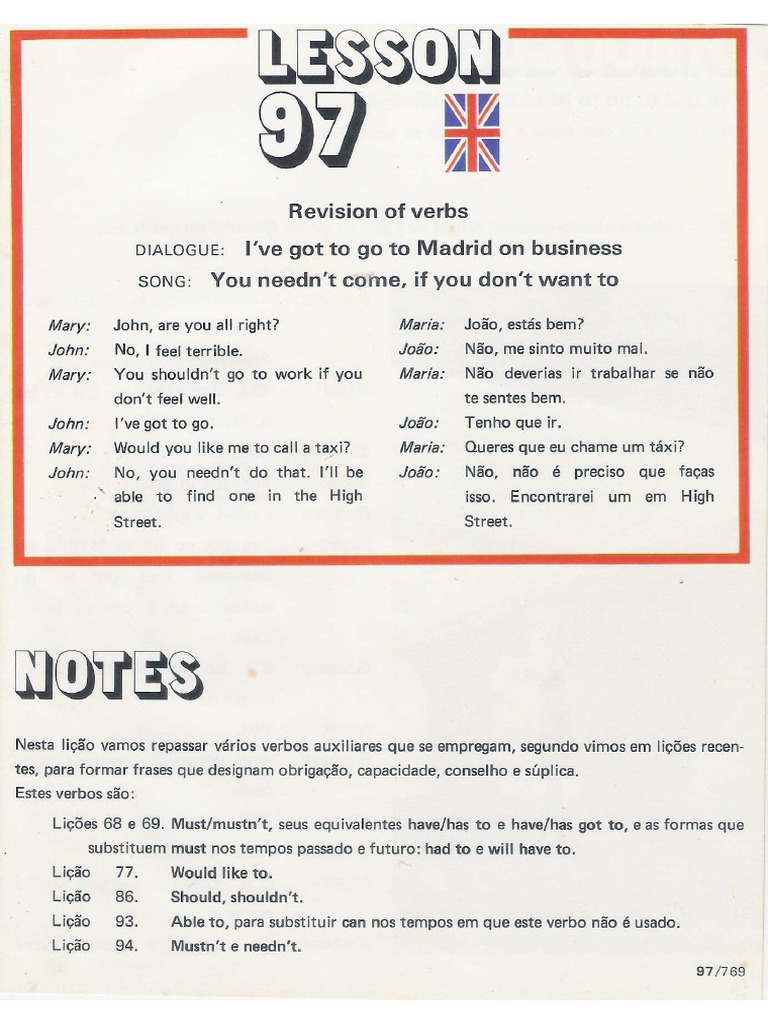 LESSON
97
Revision of verbs
DIALOGUE: I've got to go to Madrid on business
SONG: You needn't come, if you don't want to
Mary: John, are you all right?
John: No, I feel terrible.
Mary: You shouldn't go to work if you
don't feel well.
John: I've got to go.
Mary: Would you like me to call a taxi?
John: No, you needn't do that. I'll be
able to find one in the High
Street.
Maria: João, estás bem?
João: Não, me sinto muito mal.
Maria: Não deverias ir trabalhar se não
te sentes bem.
João: Tenho que ir.
Maria: Queres que eu chame um táxi?
João: Não, não é preciso que faças
isso. Encontrarei um em High
Street.
NOTES
Nesta lição vamos repassar vários verbos auxiliares que se empregam, segundo vimos em lições recen-
tes, para formar frases que designam obrigação, capacidade, conselho e súplica.
Estes verbos são:
Lições 68 e 69. Must/mustn't, seus equivalentes have/has to e have/has got to, e as formas que
substituem must nos tempos passado e futuro: had to e will have to.
Lição 77. Would like to.
Lição 86. Should, shouldn't.
Lição 93. Able to, para substituir can nos tempos em que este verbo não é usado.
Lição 94. Mustn't e needn't.
97/769